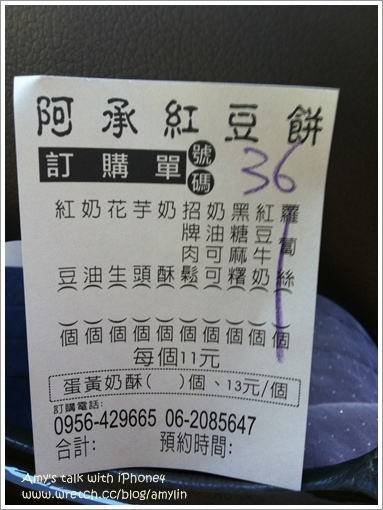 阿承紅豆餅
訂購單 號碼 36
紅豆（ ）個
奶油（ ）個
花生（ ）個
芋頭（ ）個
奶酥（ ）個
招牌肉鬆（ ）個
奶油可可（ ）個
黑糖麻糬（ ）個
紅豆牛奶（ ）個
蘿蔔絲（ ）個
每個11元
蛋黃奶酥( )個、13元/個
訂購電話:
0956-429665 06-2085647
合計: 預約時間:
Amy's talk with iPhone4
www.wretch.cc/blog/amylin